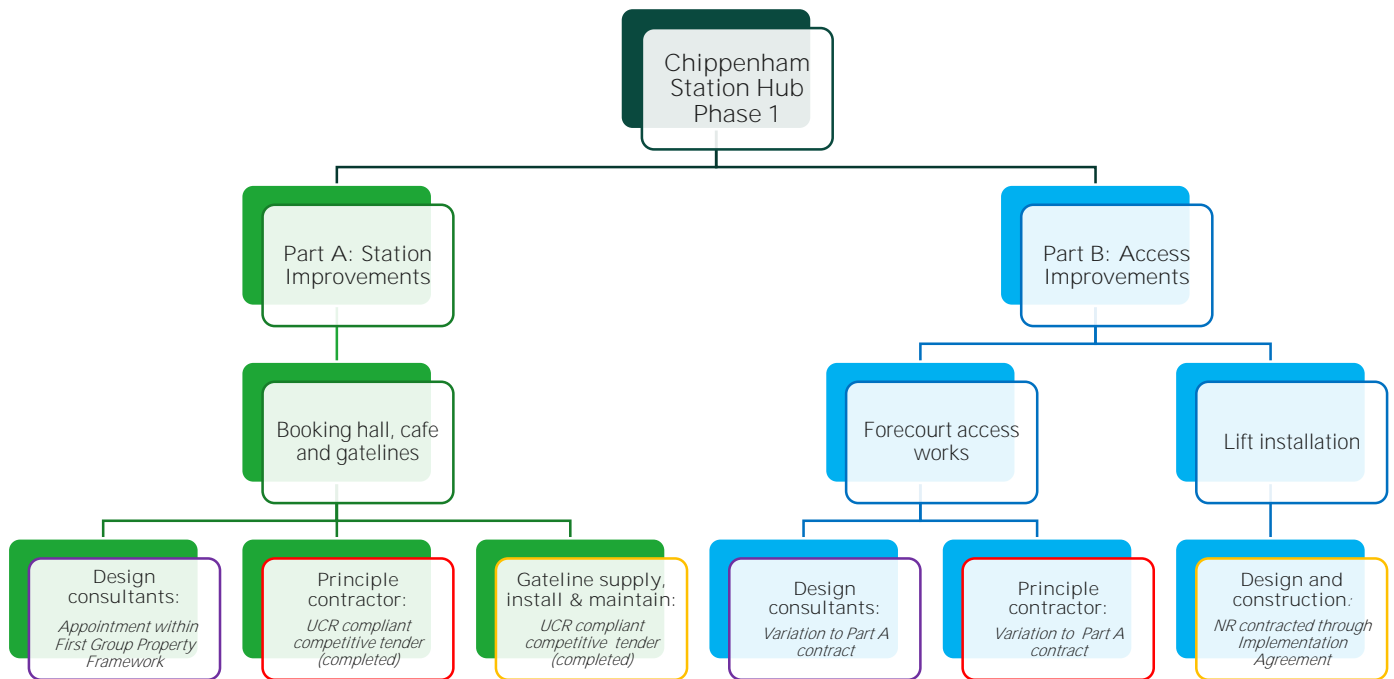 Chippenham
Station Hub
Phase 1
Part A: Station
Improvements
Part B: Access
Improvements
Booking hall, cafe
and gatelines
Forecourt access
works
Lift installation
Design
consultants:
Appointment within
First Group Property
Framework
Principle
contractor:
UCR compliant
competitive tender
(completed)
Gateline supply,
install & maintain:
UCR compliant
competitive tender
(completed)
Design
consultants:
Variation to Part A
contract
Principle
contractor:
Variation to Part A
contract
Design and
construction:
NR contracted through
Implementation
Agreement